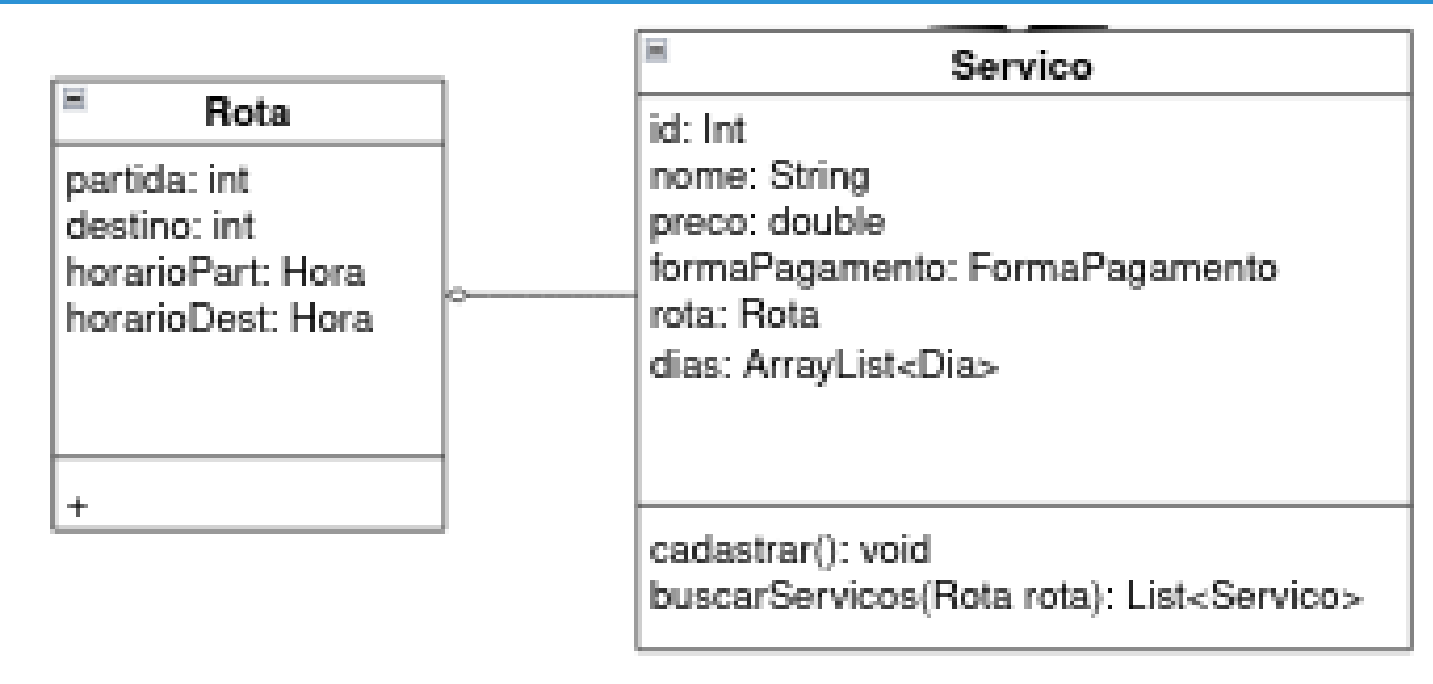 Rota
partida: int
destino: int
horarioPart: Hora
horarioDest: Hora
+
Servico
id: Int
nome: String
preco: double
formaPagamento: FormaPagamento
rota: Rota
dias: ArrayList<Dia>
cadastrar(): void
buscarServicos(Rota rota): List<Servico>